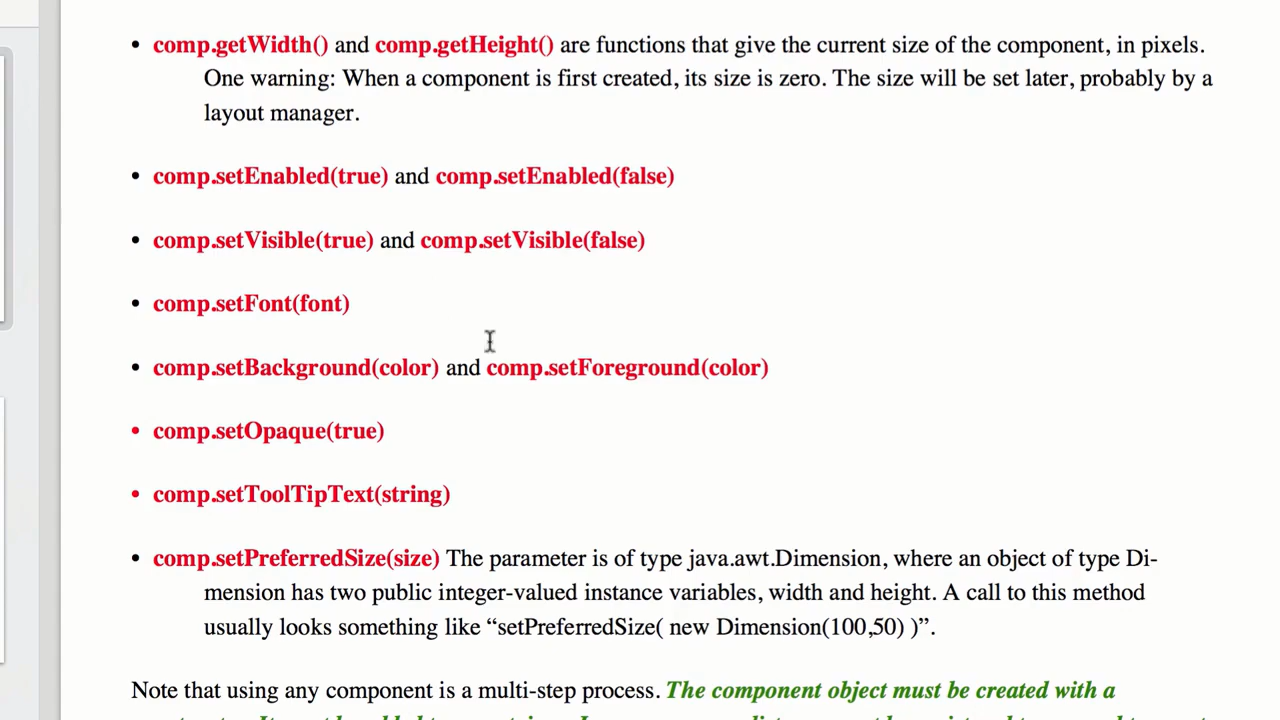 • comp.getWidth() and comp.getHeight() are functions that give the current size of the component, in pixels.
One warning: When a component is first created, its size is zero. The size will be set later, probably by a
layout manager.
• comp.setEnabled(true) and comp.setEnabled(false)
• comp.setVisible(true) and comp.setVisible(false)
• comp.setFont(font)
• comp.setBackground(color) and comp.setForeground(color)
• comp.setOpaque(true)
• comp.setToolTipText(string)
• comp.setPreferredSize(size) The parameter is of type java.awt.Dimension, where an object of type Di-
mension has two public integer-valued instance variables, width and height. A call to this method
usually looks something like “setPreferredSize( new Dimension(100,50) )”.
Note that using any component is a multi-step process. The component object must be created with a